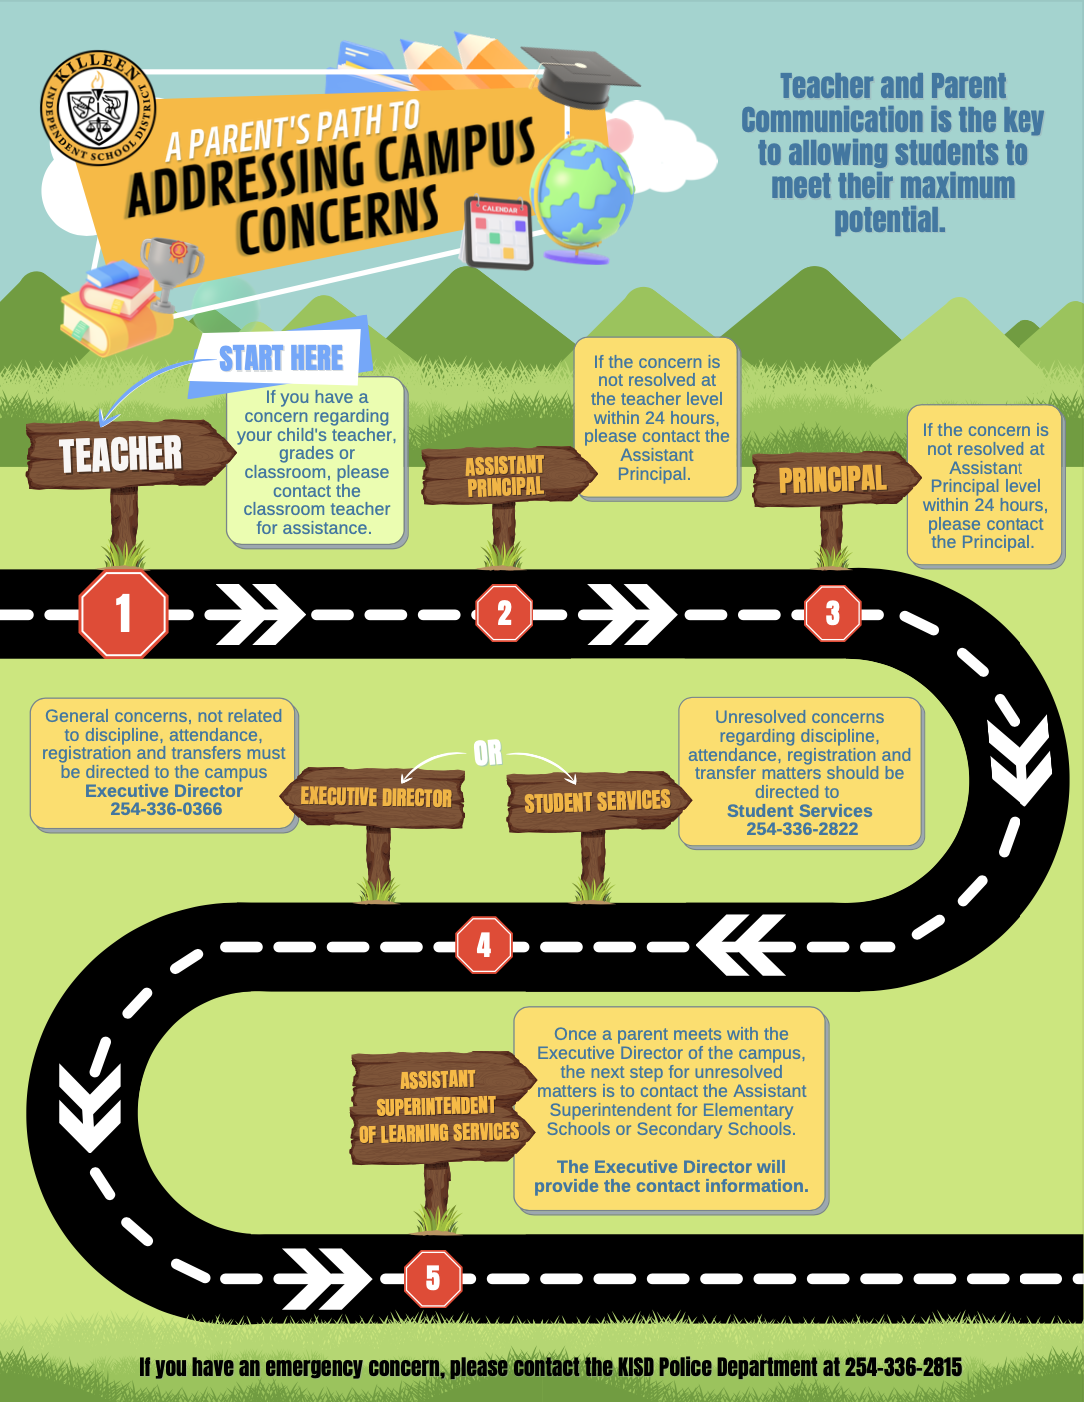 KILLEEN
INDEPENDENT SCHOOL DISTRICT
A PARENT'S PATH TO
ADDRESSING CAMPUS
CONCERNS
CALENDAR
Teacher and Parent
Communication is the key
to allowing students to
meet their maximum
potential.
START HERE
TEACHER
If you have a
concern regarding
your child's teacher,
grades or
classroom, please
contact the
classroom teacher
for assistance.
ASSISTANT
PRINCIPAL
If the concern is
not resolved at
the teacher level
within 24 hours,
please contact the
Assistant
Principal.
PRINCIPAL
If the concern is
not resolved at
Assistant
Principal level
within 24 hours,
please contact
the Principal.
1
2
3
General concerns, not related
to discipline, attendance,
registration and transfers must
be directed to the campus
Executive Director
254-336-0366
EXECUTIVE DIRECTOR
OR
STUDENT SERVICES
Unresolved concerns
regarding discipline,
attendance, registration and
transfer matters should be
directed to
Student Services
254-336-2822
4
ASSISTANT
SUPERINTENDENT
OF LEARNING SERVICES
Once a parent meets with the
Executive Director of the campus,
the next step for unresolved
matters is to contact the Assistant
Superintendent for Elementary
Schools or Secondary Schools.
The Executive Director will
provide the contact information.
5
If you have an emergency concern, please contact the KISD Police Department at 254-336-2815